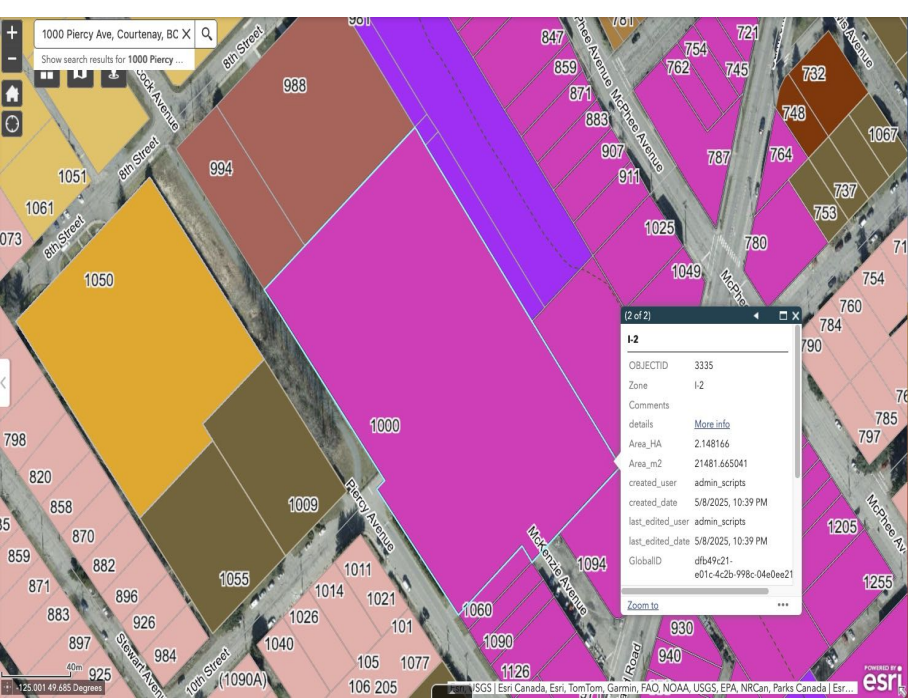 +
−
1000 Piercy Ave, Courtenay, BC X
Show search results for 1000 Piercy ...
8th Street
981
988
994
8th Street
1051
1061
073
8th Street
1050
847
859
871
883
907
911
McPhee Avenue
McPhee Avenue
781
721
754
762
745
732
748
1067
787
764
737
753
1025
780
1049
71
754
760
784
790
76
785
797
1000
798
820
858
870
882
896
926
984
859
871
883
897
925
1009
1055
Piercy Avenue
McKenzie Avenue
1011
1014
1021
1026
101
1040
105
1077
106 205
(1090A)
10th Street
1060
1090
1126
1094
930
940
1205
1255
(2 of 2) X
I-2
OBJECTID 3335
Zone I-2
Comments
details More info
Area_HA 2.148166
Area_m2 21481.665041
created_user admin_scripts
created_date 5/8/2025, 10:39 PM
last_edited_user admin_scripts
last_edited_date 5/8/2025, 10:39 PM
GlobalID dfb49c21-
e01c-4c2b-998c-04e0ee21
Zoom to •••
40m
-125.001 49.685 Degrees
Esri, USGS | Esri Canada, Esri, TomTom, Garmin, FAO, NOAA, USGS, EPA, NRCan, Parks Canada | Esr...
POWERED BY
esri